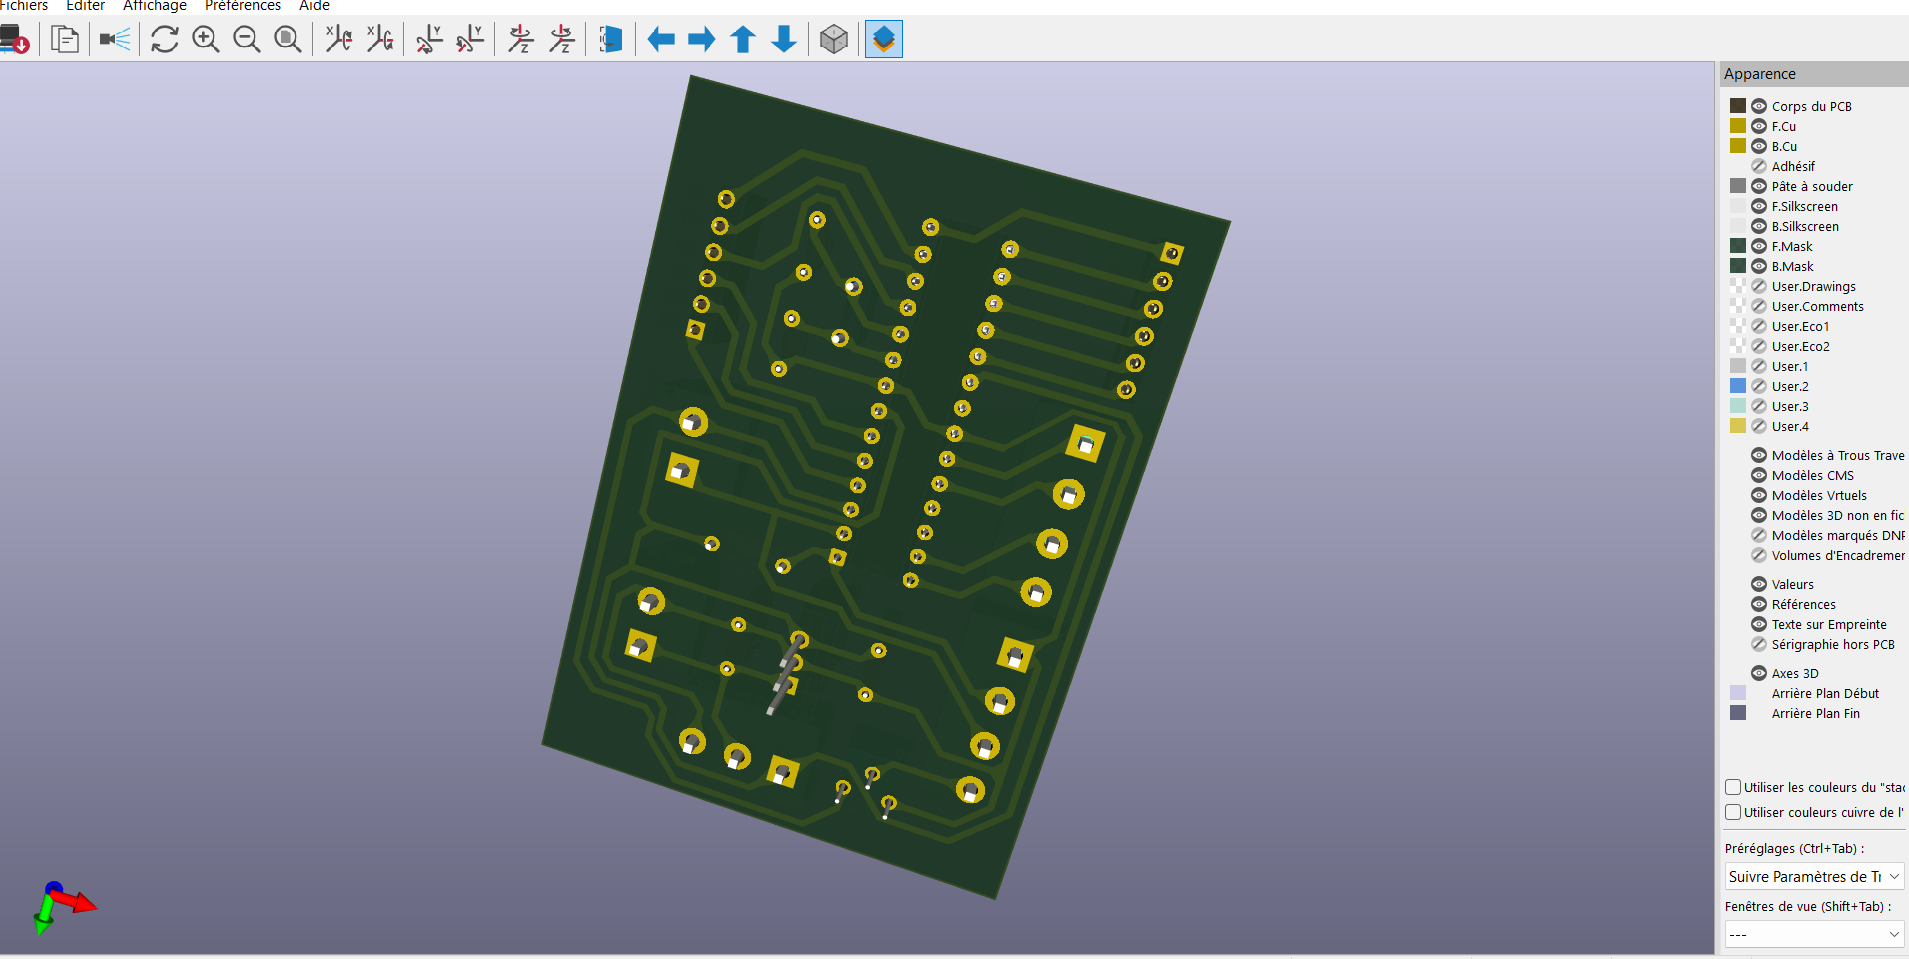 Fichiers Editer Affichage Préférences Aide
Apparence
Corps du PCB
F.Cu
B.Cu
Adhésif
Pâte à souder
F.Silkscreen
B.Silkscreen
F.Mask
B.Mask
User.Drawings
User.Comments
User.Eco1
User.Eco2
User.1
User.2
User.3
User.4
Modèles à Trous Trave
Modèles CMS
Modèles Vrtuels
Modèles 3D non en fic
Modèles marqués DNF
Volumes d'Encadremer
Valeurs
Références
Texte sur Empreinte
Sérigraphie hors PCB
Axes 3D
Arrière Plan Début
Arrière Plan Fin
Utiliser les couleurs du "stac
Utiliser couleurs cuivre de l'
Préréglages (Ctrl+Tab) :
Suivre Paramètres de Tr
Fenêtres de vue (Shift+Tab) :
---
X X Y Y Z Z